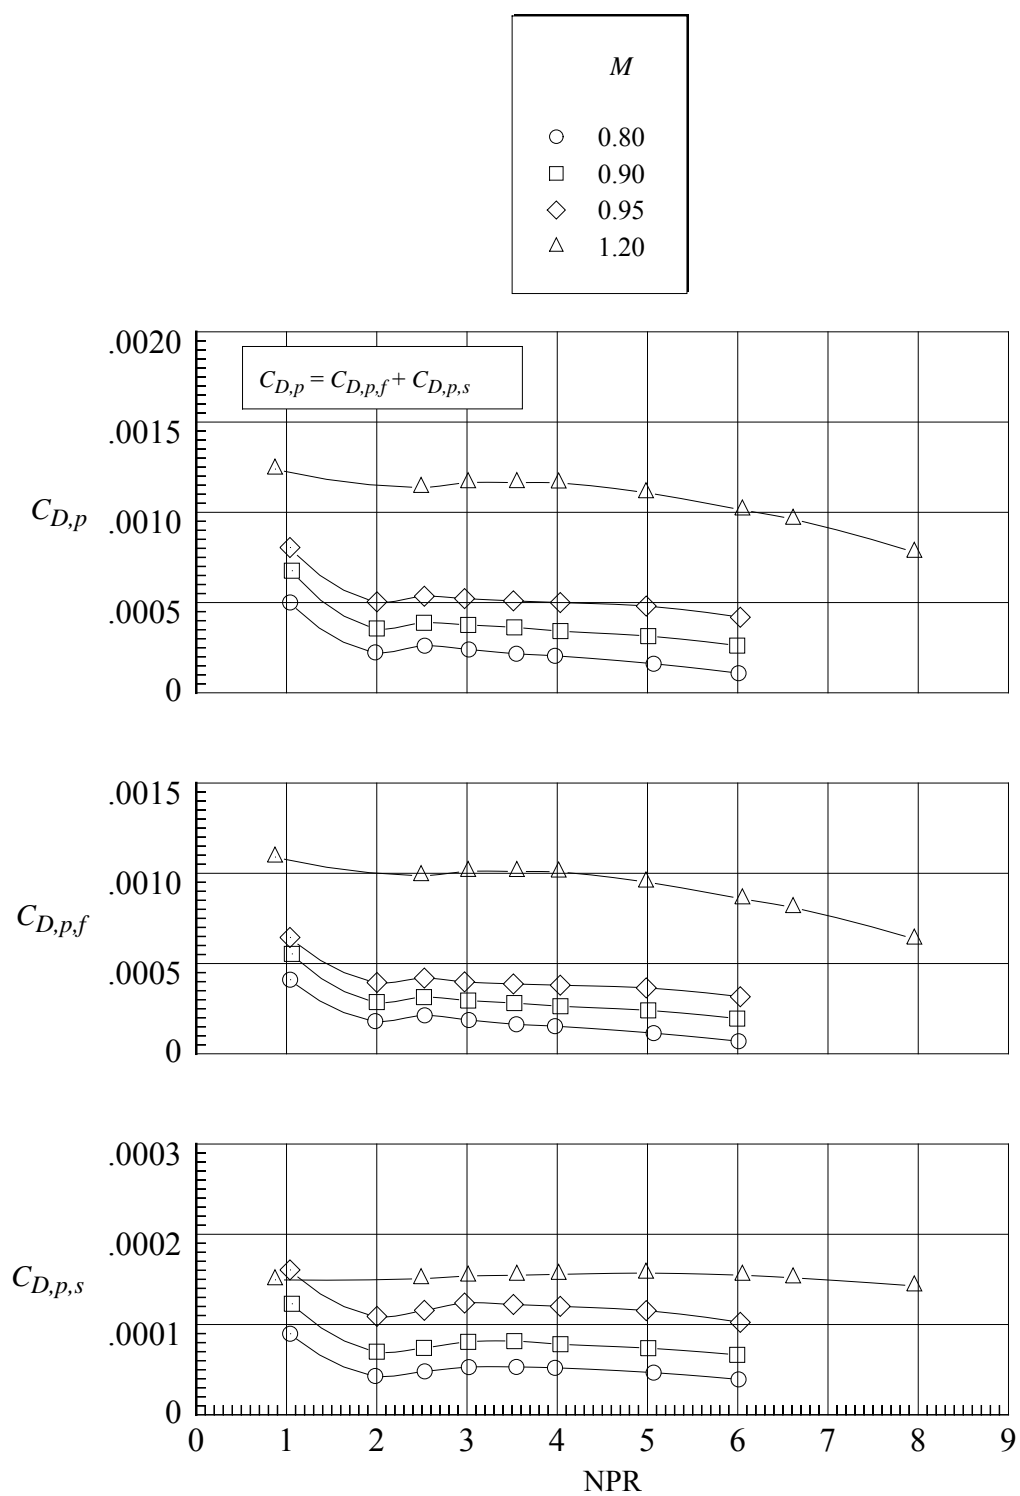 M
0.80
0.90
0.95
1.20
.0020
C_{D,p} = C_{D,p,f} + C_{D,p,s}
.0015
C_{D,p}
.0010
.0005
0
.0015
.0010
C_{D,p,f}
.0005
0
.0003
.0002
C_{D,p,s}
.0001
0
0 1 2 3 4 5 6 7 8 9
NPR